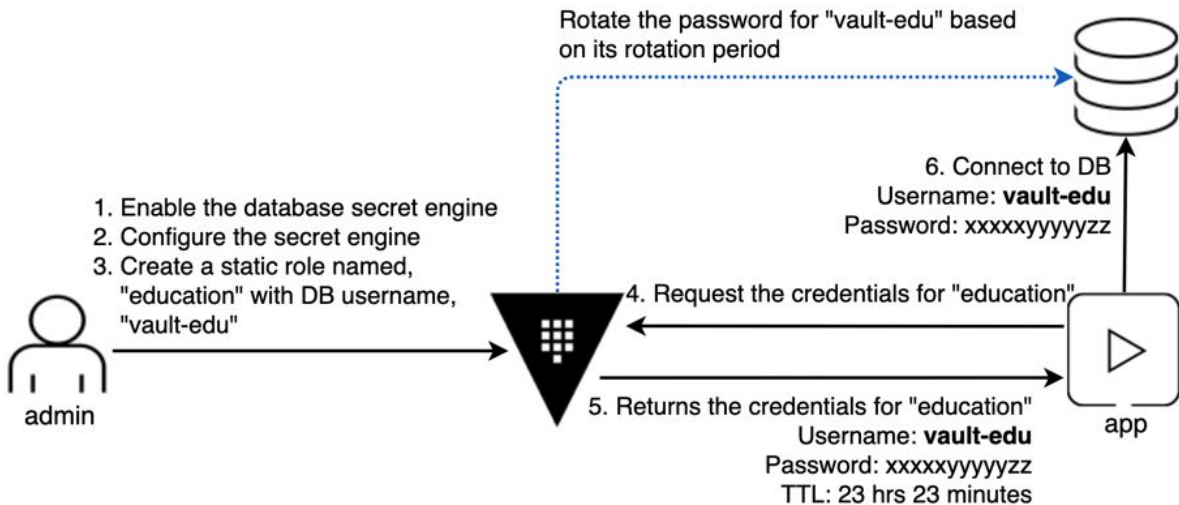 Rotate the password for "vault-edu" based
on its rotation period
6. Connect to DB
Username: vault-edu
Password: xxxxxyyyyyzz
1. Enable the database secret engine
2. Configure the secret engine
3. Create a static role named,
"education" with DB username,
"vault-edu"
4. Request the credentials for "education"
admin
5. Returns the credentials for "education"
Username: vault-edu
Password: xxxxxyyyyyzz
TTL: 23 hrs 23 minutes
app